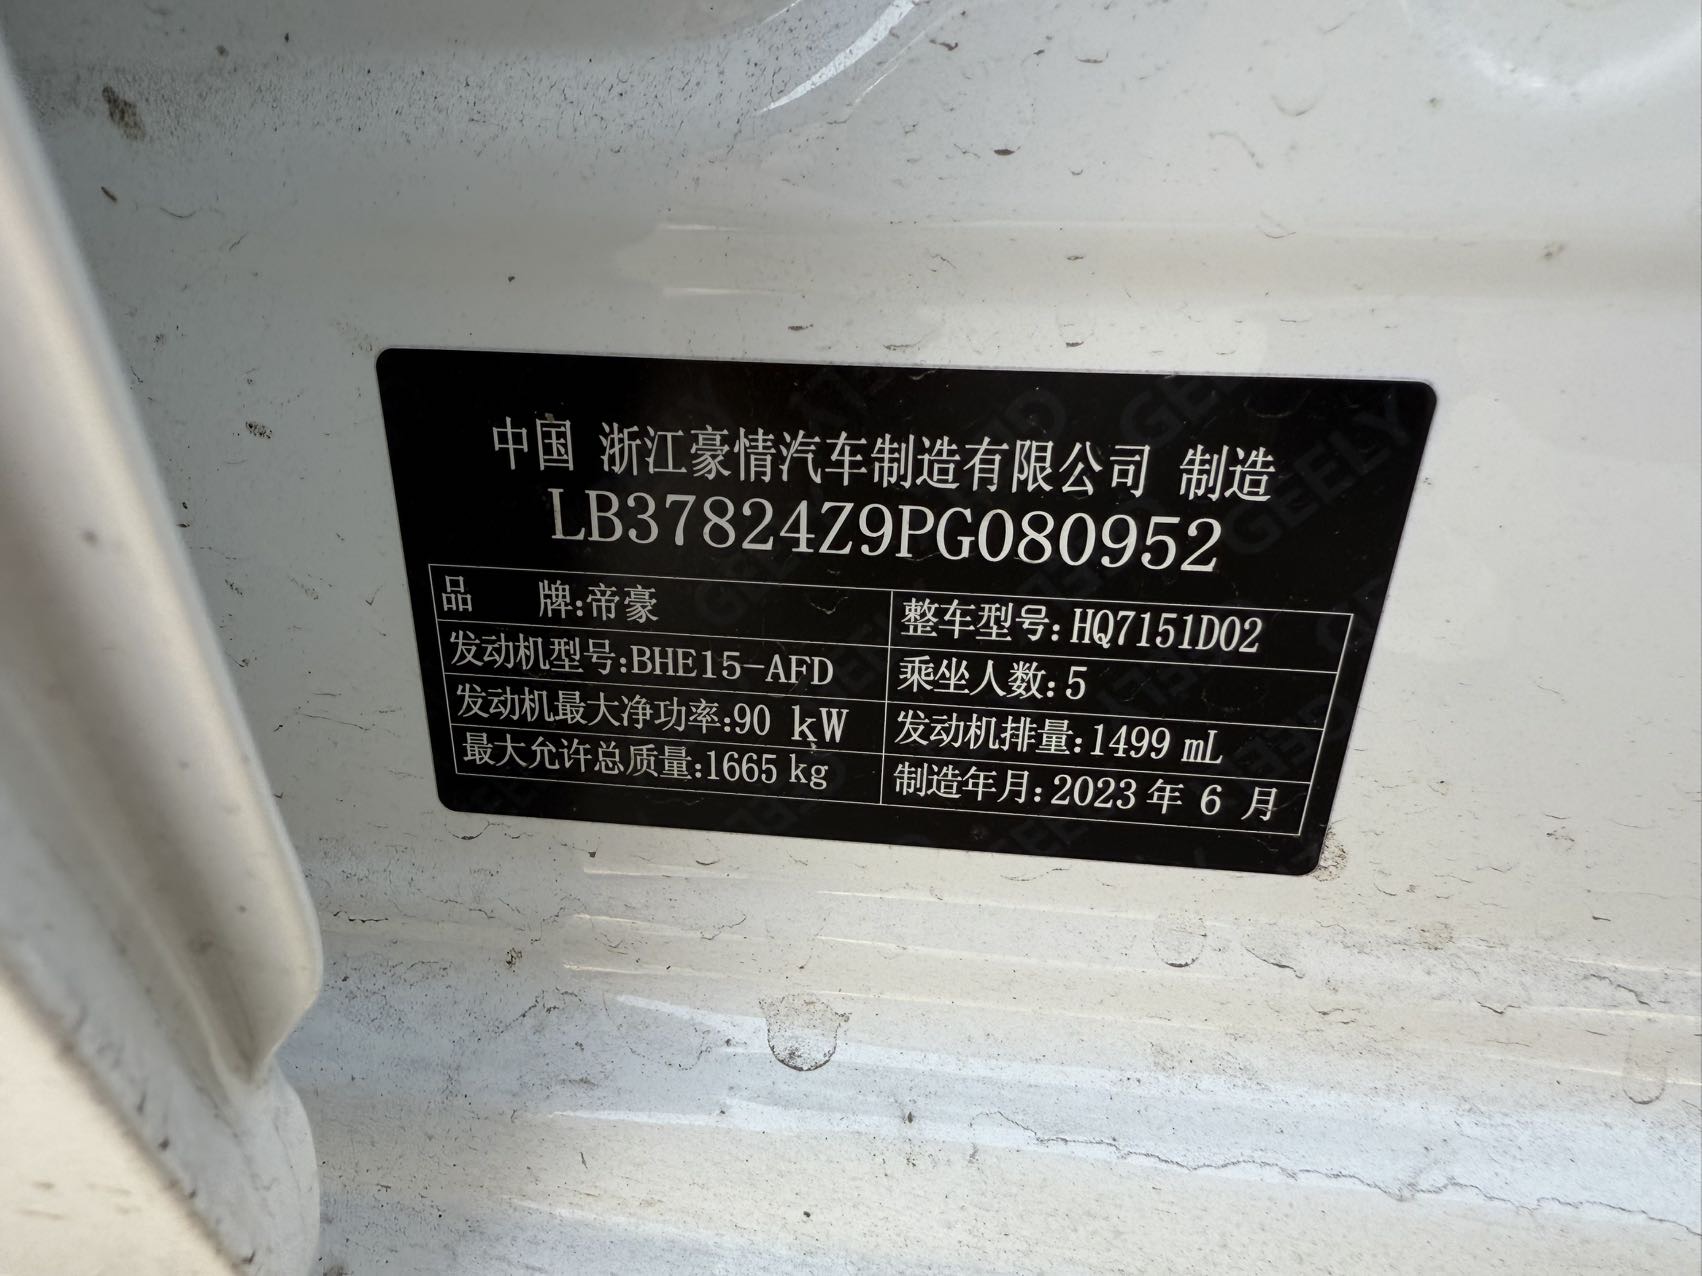 中国 浙江豪情汽车制造有限公司 制造
LB37824Z9PG080952
品 牌:帝豪 整车型号:HQ7151D02
发动机型号:BHE15-AFD 乘坐人数:5
发动机最大净功率:90 kW 发动机排量:1499 mL
最大允许总质量:1665 kg 制造年月:2023 年 6 月
GEELY